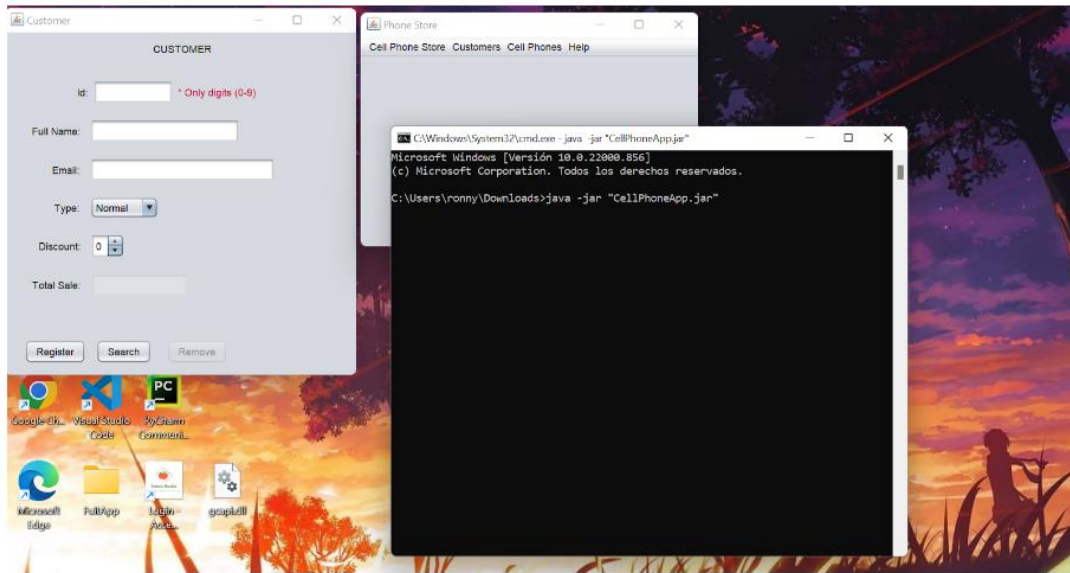 Customer
CUSTOMER
Id:
* Only digits (0-9)
Full Name:
Email:
Type: Normal
Discount: 0
Total Sale:
Register Search Remove
Phone Store
Cell Phone Store Customers Cell Phones Help
C:\Windows\System32\cmd.exe - java -jar "CellPhoneApp.jar"
Microsoft Windows [Versión 10.0.22000.856]
(c) Microsoft Corporation. Todos los derechos reservados.
C:\Users\ronny\Downloads>java -jar "CellPhoneApp.jar"
PC
Google Ch... Visual Studio PyCharm
Code Communi...
Microsoft FullApp Login -
Edge
gcapi.dll